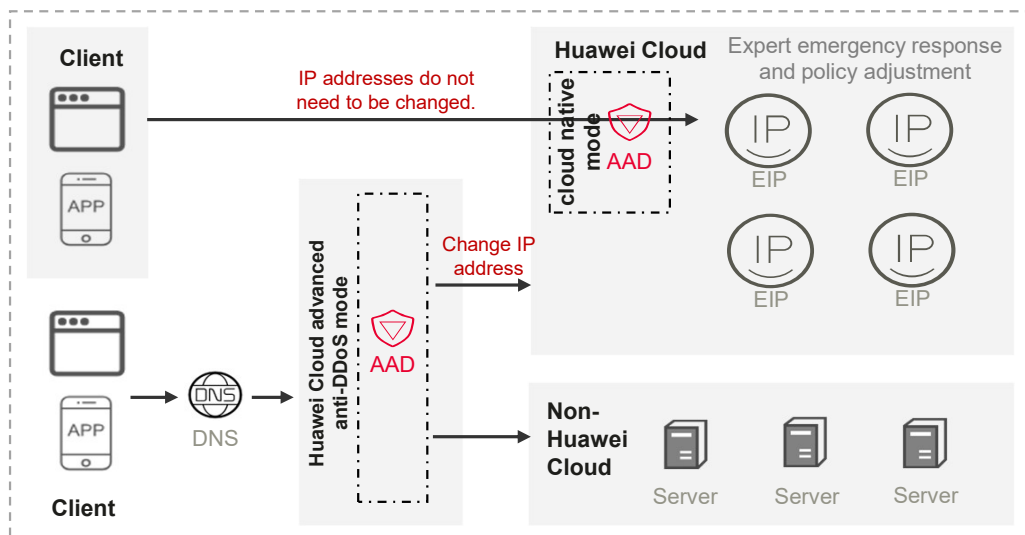 Client
APP
IP addresses do not
need to be changed.
Huawei Cloud
Expert emergency response
and policy adjustment
cloud native
mode
AAD
IP
EIP
IP
EIP
IP
EIP
IP
EIP
Change IP
address
Huawei Cloud advanced
anti-DDoS mode
AAD
APP
Client
DNS
DNS
Non-
Huawei
Cloud
Server
Server
Server